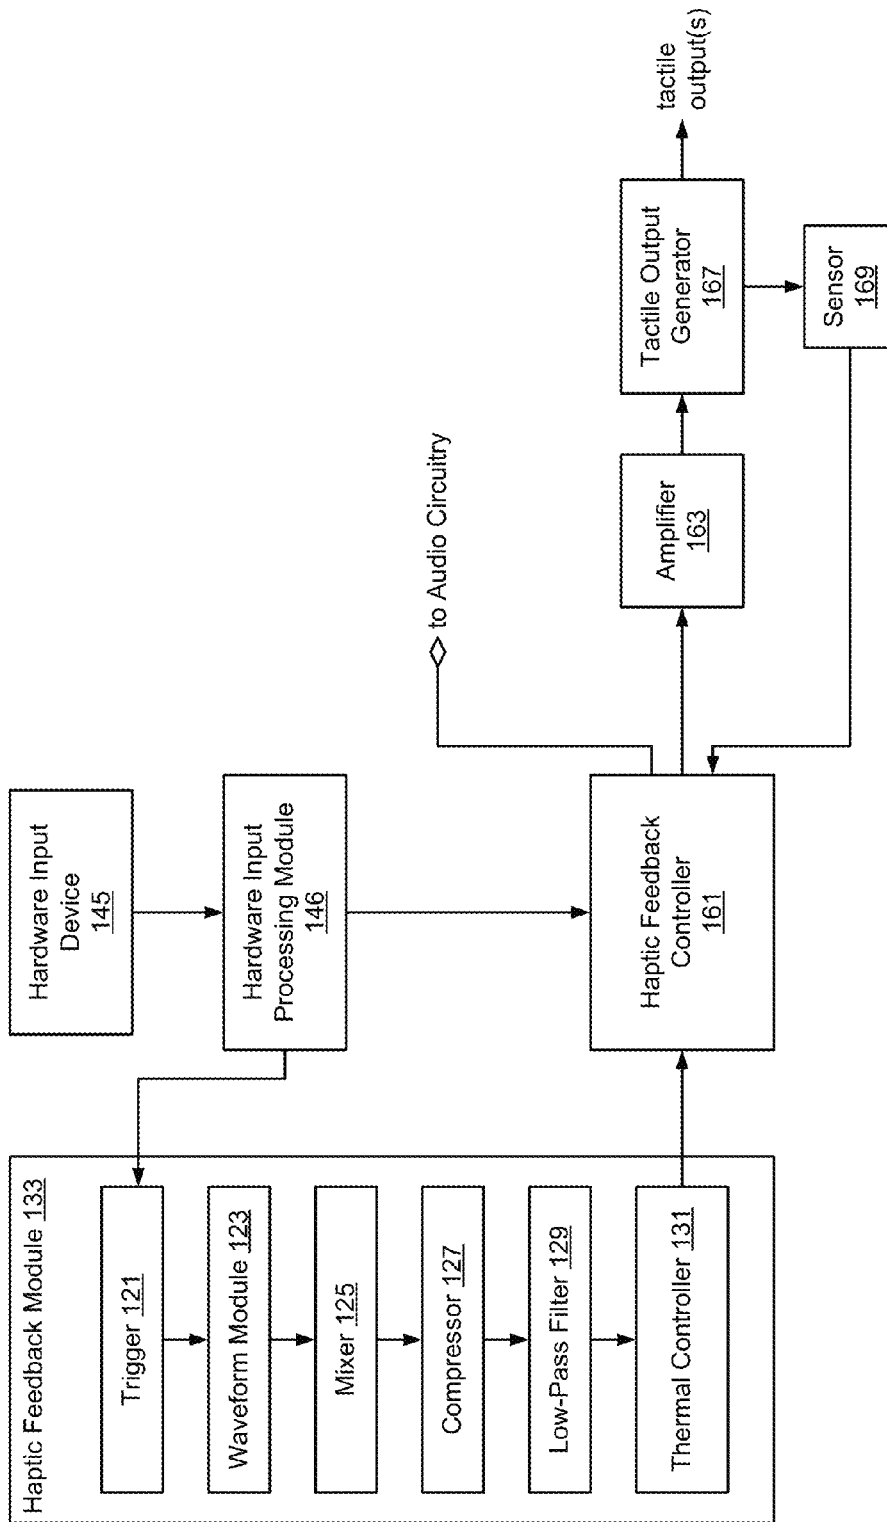 Haptic Feedback Module 133
Trigger 121
Waveform Module 123
Mixer 125
Compressor 127
Low-Pass Filter 129
Thermal Controller 131
Hardware Input
Device
145
Hardware Input
Processing Module
146
Haptic Feedback
Controller
161
to Audio Circuitry
Amplifier
163
Tactile Output
Generator
167
Sensor
169
tactile
output(s)